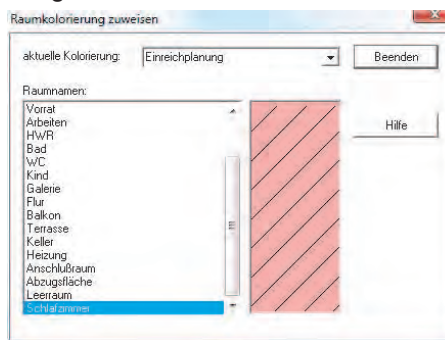 Raumkolorierung zuweisen
aktuelle Kolorierung: Einreichplanung
Beenden
Raumnamen:
Hilfe
Vorrat
Arbeiten
HWR
Bad
WC
Kind
Galerie
Flur
Balkon
Terrasse
Keller
Heizung
Anschlußraum
Abzugsfläche
Leerraum
Schlafzimmer